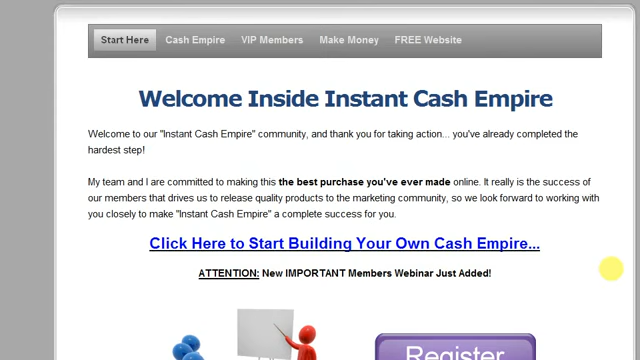 Start Here Cash Empire VIP Members Make Money FREE Website
Welcome Inside Instant Cash Empire
Welcome to our "Instant Cash Empire" community, and thank you for taking action... you've already completed the
hardest step!
My team and I are committed to making this the best purchase you've ever made online. It really is the success of
our members that drives us to release quality products to the marketing community, so we look forward to working with
you closely to make "Instant Cash Empire" a complete success for you.
Click Here to Start Building Your Own Cash Empire...
ATTENTION: New IMPORTANT Members Webinar Just Added!
Register